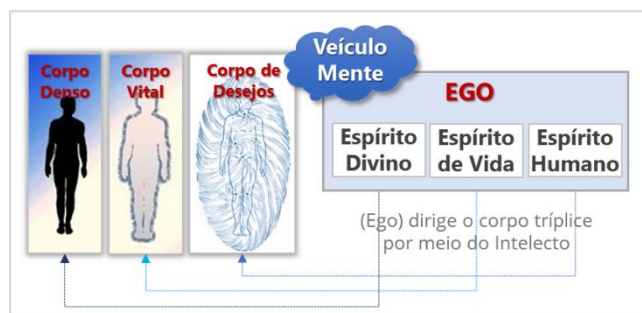 Corpo
Denso
Corpo
Vital
Corpo de
Desejos
Veículo
Mente
EGO
Espírito
Divino
Espírito
de Vida
Espírito
Humano
(Ego) dirige o corpo tríplice
por meio do Intelecto